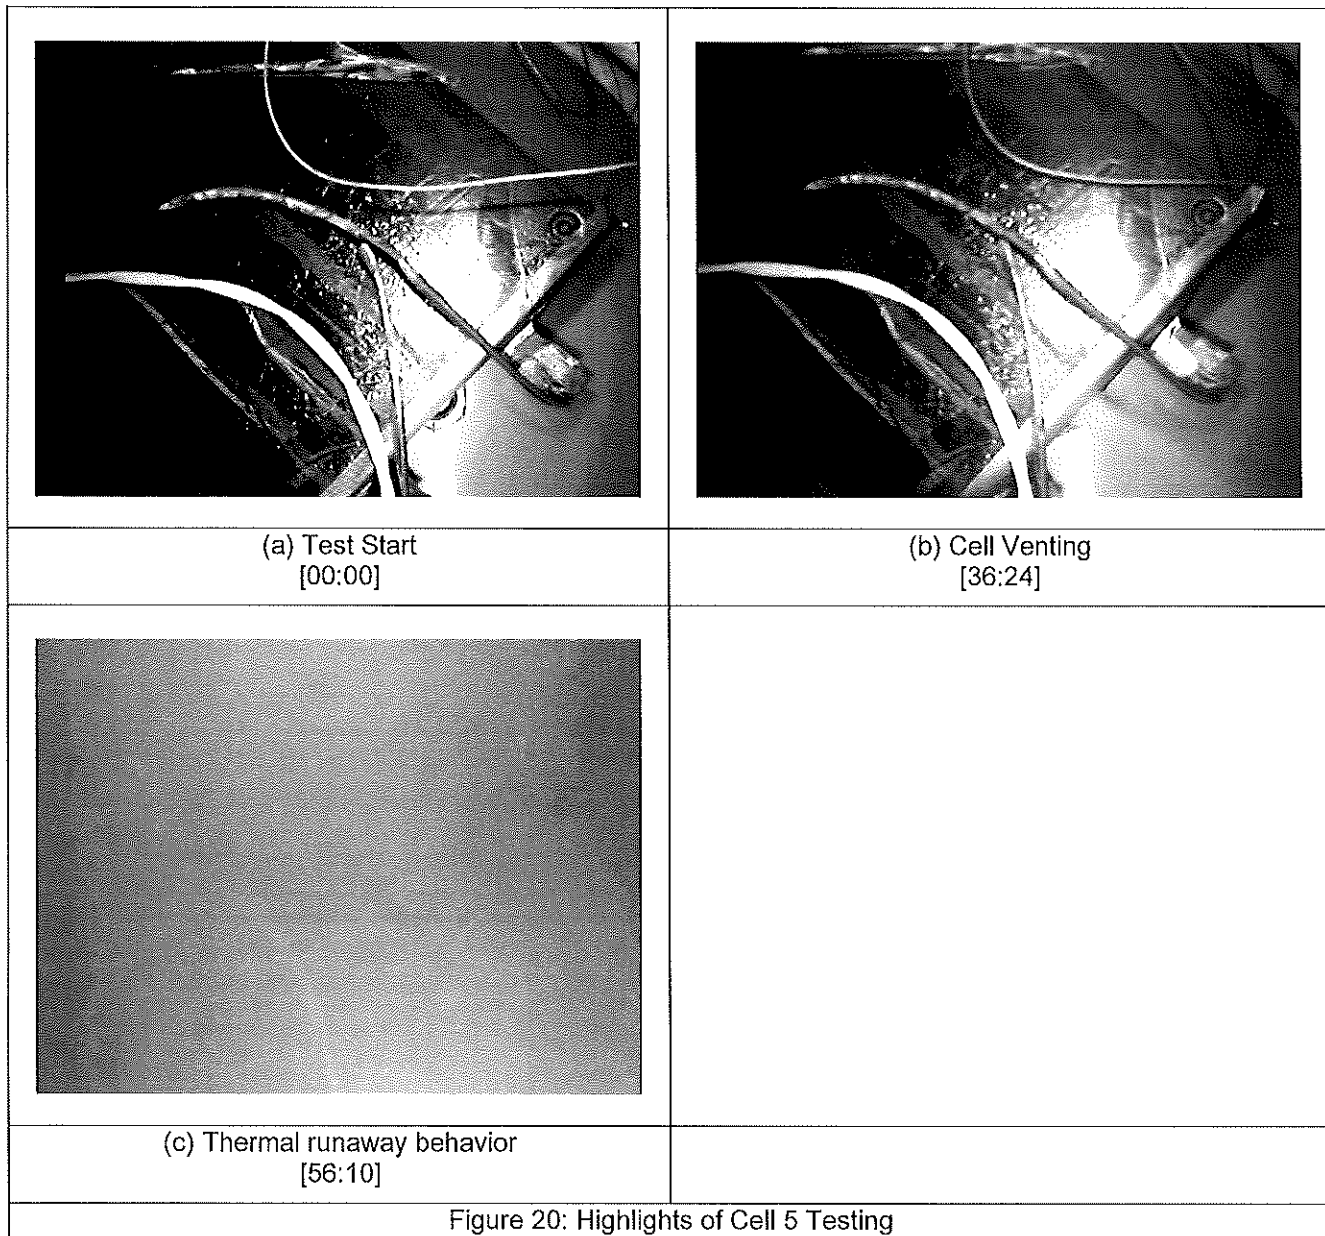 (a) Test Start
[00:00]
(b) Cell Venting
[36:24]
(c) Thermal runaway behavior
[56:10]
Figure 20: Highlights of Cell 5 Testing